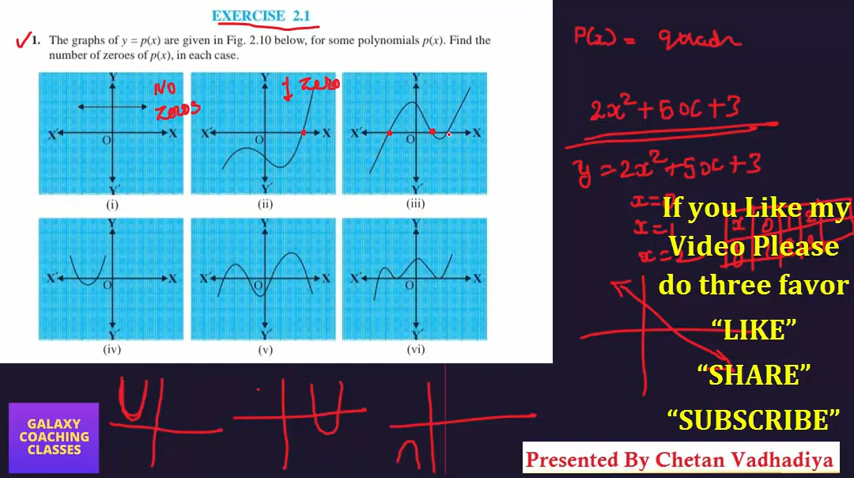 EXERCISE 2.1
1. The graphs of y = p(x) are given in Fig. 2.10 below, for some polynomials p(x). Find the
number of zeroes of p(x), in each case.
Y
NO
zeros
X′ O X
Y′
(i)
Y
1 zero
X′ O X
Y′
(ii)
Y
X′ O X
Y′
(iii)
Y
X′ O X
Y′
(iv)
Y
X′ O X
Y′
(v)
Y
X′ O X
Y′
(vi)
P(x) =
2x²+5x+3
y = 2x²+5x+3
x=0
x=1
If you Like my
Video Please
do three favor
“LIKE”
“SHARE”
“SUBSCRIBE”
GALAXY
COACHING
CLASSES
Presented By Chetan Vadhadiya